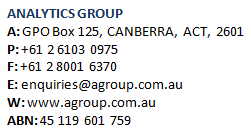 ANALYTICS GROUP
A: GPO Box 125, CANBERRA, ACT, 2601
P: +61 2 6103 0975
F: +61 2 8001 6370
E: enquiries@agroup.com.au
W: www.agroup.com.au
ABN: 45 119 601 759